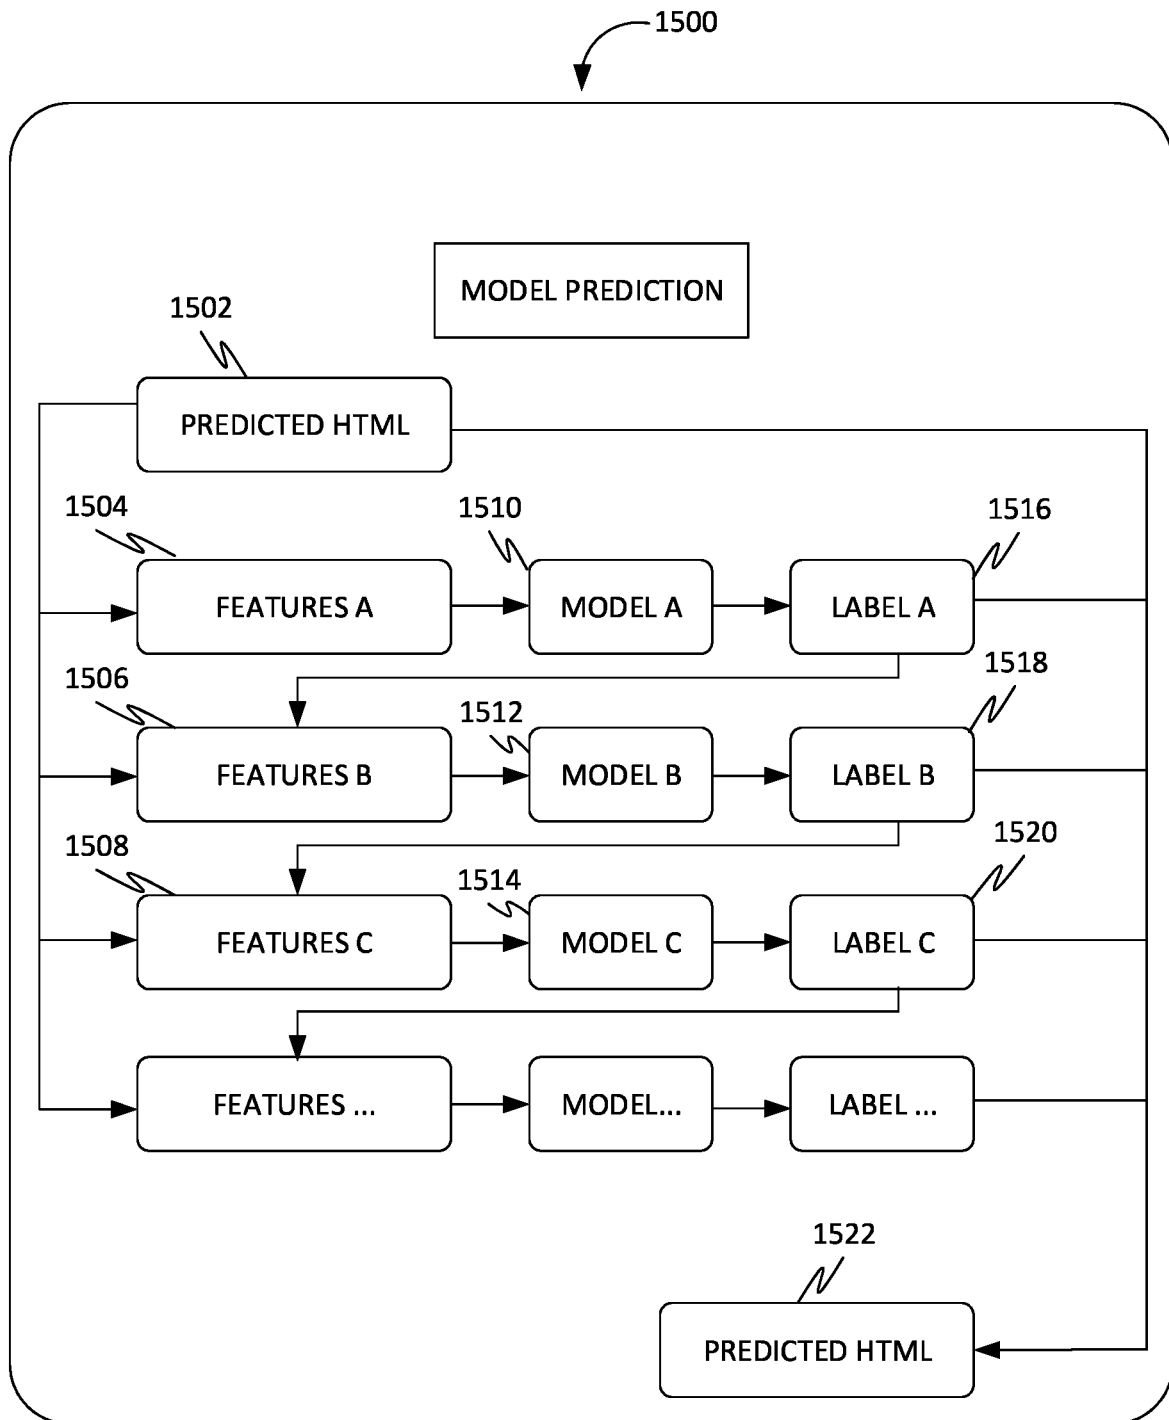 1500
MODEL PREDICTION
1502
PREDICTED HTML
1504
1510
1516
FEATURES A
MODEL A
LABEL A
1506
1512
1518
FEATURES B
MODEL B
LABEL B
1508
1514
1520
FEATURES C
MODEL C
LABEL C
FEATURES ...
MODEL...
LABEL ...
1522
PREDICTED HTML